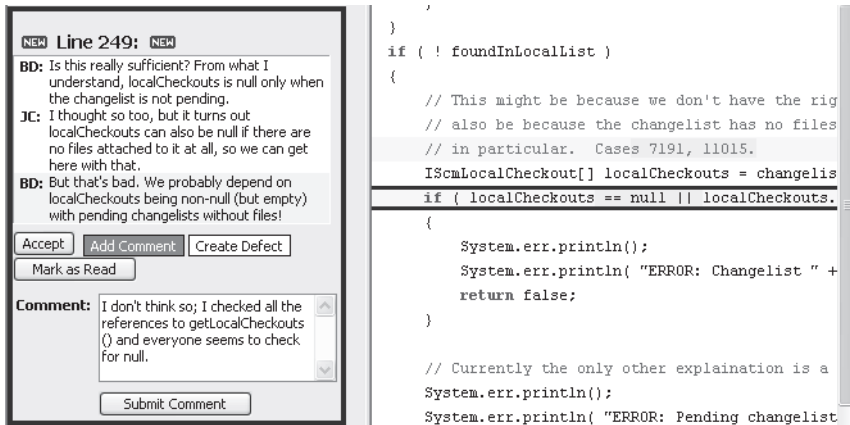 NEW Line 249: NEW
BD: Is this really sufficient? From what I
understand, localCheckouts is null only when
the changelist is not pending.
JC: I thought so too, but it turns out
localCheckouts can also be null if there are
no files attached to it at all, so we can get
here with that.
BD: But that's bad. We probably depend on
localCheckouts being non-null (but empty)
with pending changelists without files!
Accept Add Comment Create Defect
Mark as Read
Comment: I don't think so; I checked all the
references to getLocalCheckouts
() and everyone seems to check
for null.
Submit Comment
}
if ( ! foundInLocalList )
{
// This might be because we don't have the rig
// also be because the changelist has no files
// in particular. Cases 7191, 11015.
IScmLocalCheckout[] localCheckouts = changelis
if ( localCheckouts == null || localCheckouts.
{
System.err.println();
System.err.println( "ERROR: Changelist " +
return false;
}
// Currently the only other explaination is a
System.err.println();
System.err.println( "ERROR: Pending changelist